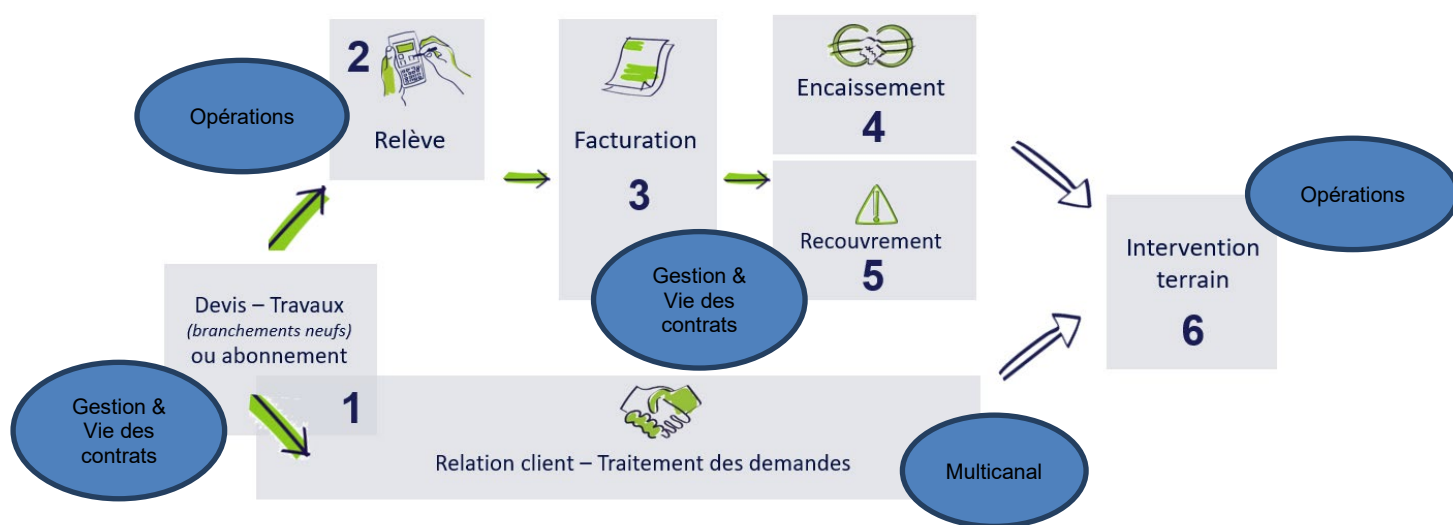 2
Opérations
Relève
Facturation
3
Encaissement
4
Recouvrement
5
Gestion &
Vie des
contrats
Opérations
Intervention
terrain
6
Devis – Travaux
(branchements neufs)
ou abonnement
1
Gestion &
Vie des
contrats
Relation client – Traitement des demandes
Multicanal